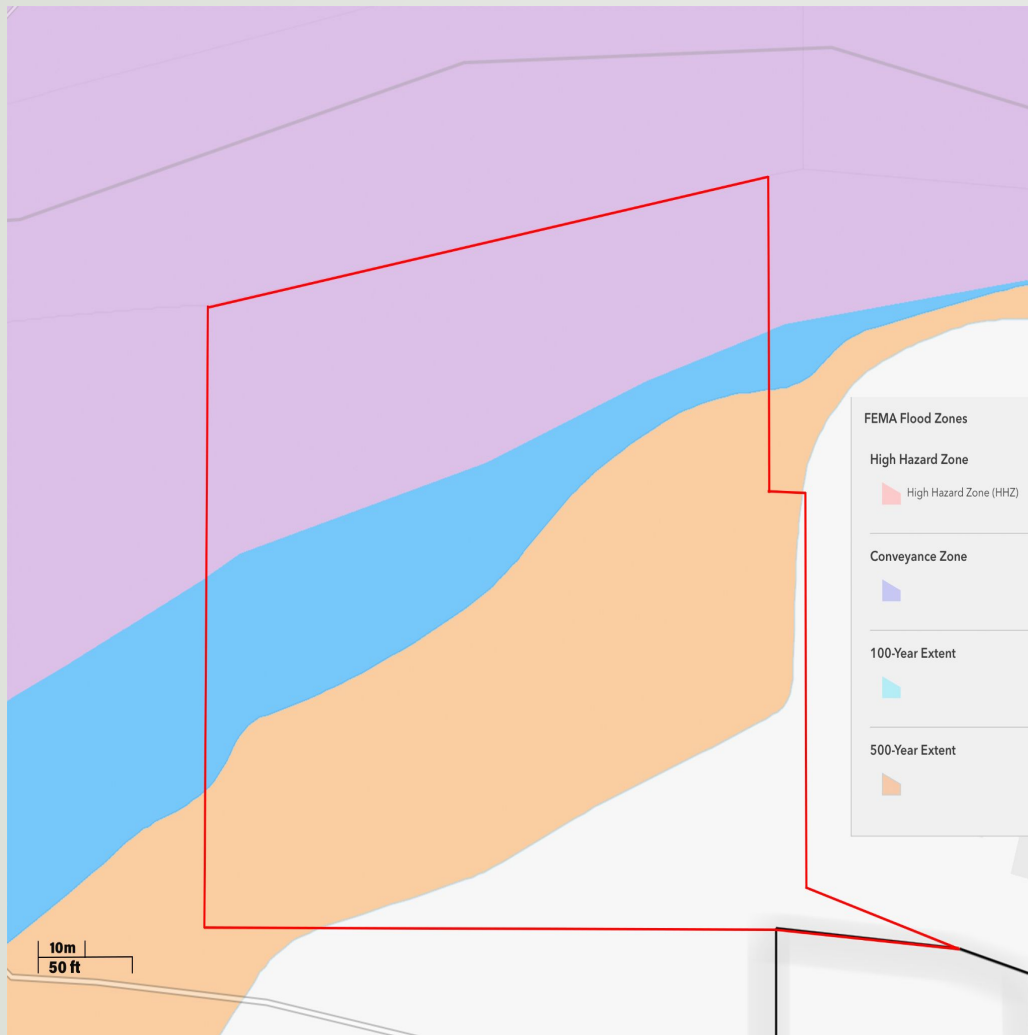 FEMA Flood Zones
High Hazard Zone
High Hazard Zone (HHZ)
Conveyance Zone
100-Year Extent
500-Year Extent
10m
50 ft